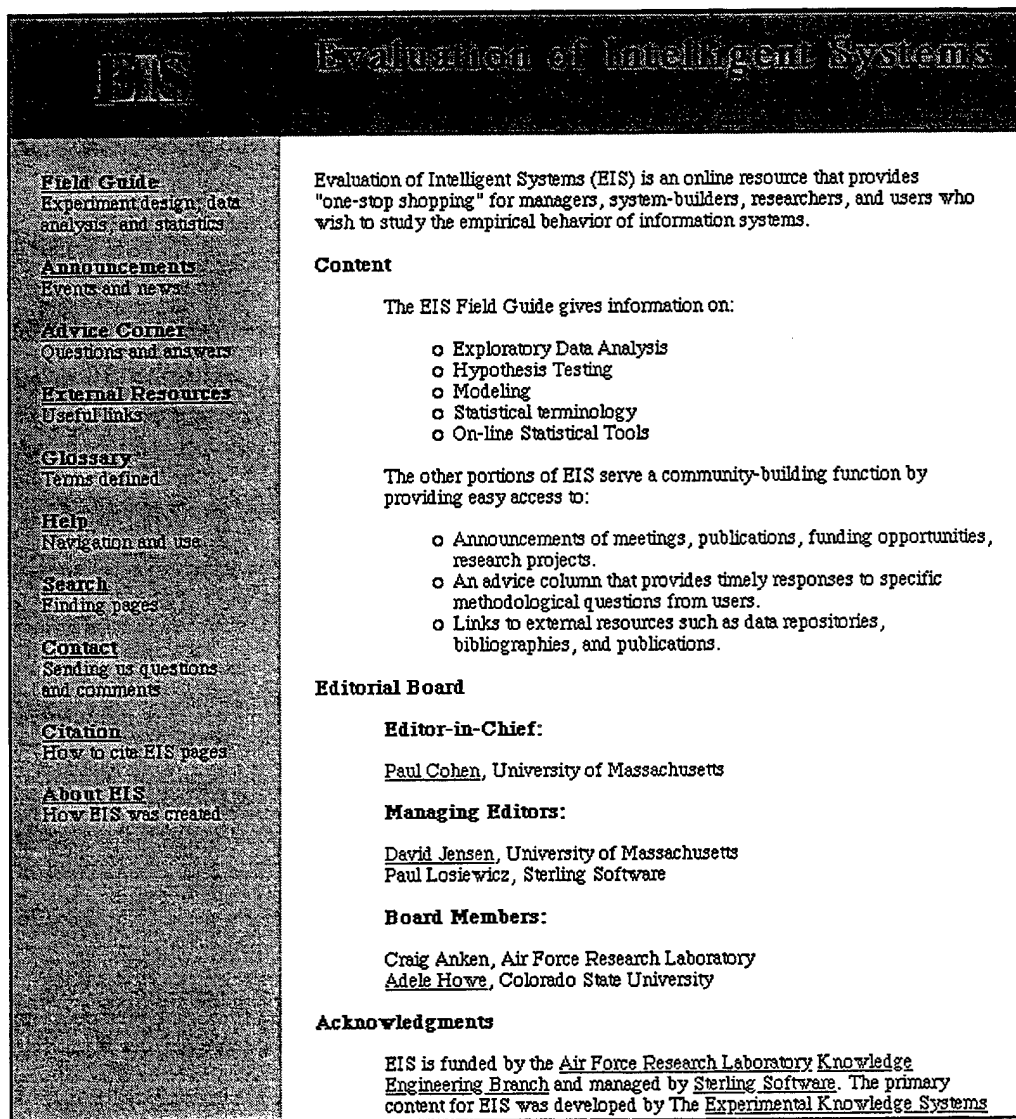 EIS
Evaluation of Intelligent Systems
Field Guide
Experiment design, data
analysis, and statistics
Announcements
Events and news
Advice Corner
Questions and answers
External Resources
Useful links
Glossary
Terms defined
Help
Navigation and use
Search
Finding pages
Contact
Sending us questions
and comments
Citation
How to cite EIS pages
About EIS
How EIS was created
Evaluation of Intelligent Systems (EIS) is an online resource that provides
"one-stop shopping" for managers, system-builders, researchers, and users who
wish to study the empirical behavior of information systems.
Content
The EIS Field Guide gives information on:
o Exploratory Data Analysis
o Hypothesis Testing
o Modeling
o Statistical terminology
o On-line Statistical Tools
The other portions of EIS serve a community-building function by
providing easy access to:
o Announcements of meetings, publications, funding opportunities,
research projects.
o An advice column that provides timely responses to specific
methodological questions from users.
o Links to external resources such as data repositories,
bibliographies, and publications.
Editorial Board
Editor-in-Chief:
Paul Cohen, University of Massachusetts
Managing Editors:
David Jensen, University of Massachusetts
Paul Losiewicz, Sterling Software
Board Members:
Craig Anken, Air Force Research Laboratory
Adele Howe, Colorado State University
Acknowledgments
EIS is funded by the Air Force Research Laboratory Knowledge
Engineering Branch and managed by Sterling Software. The primary
content for EIS was developed by The Experimental Knowledge Systems